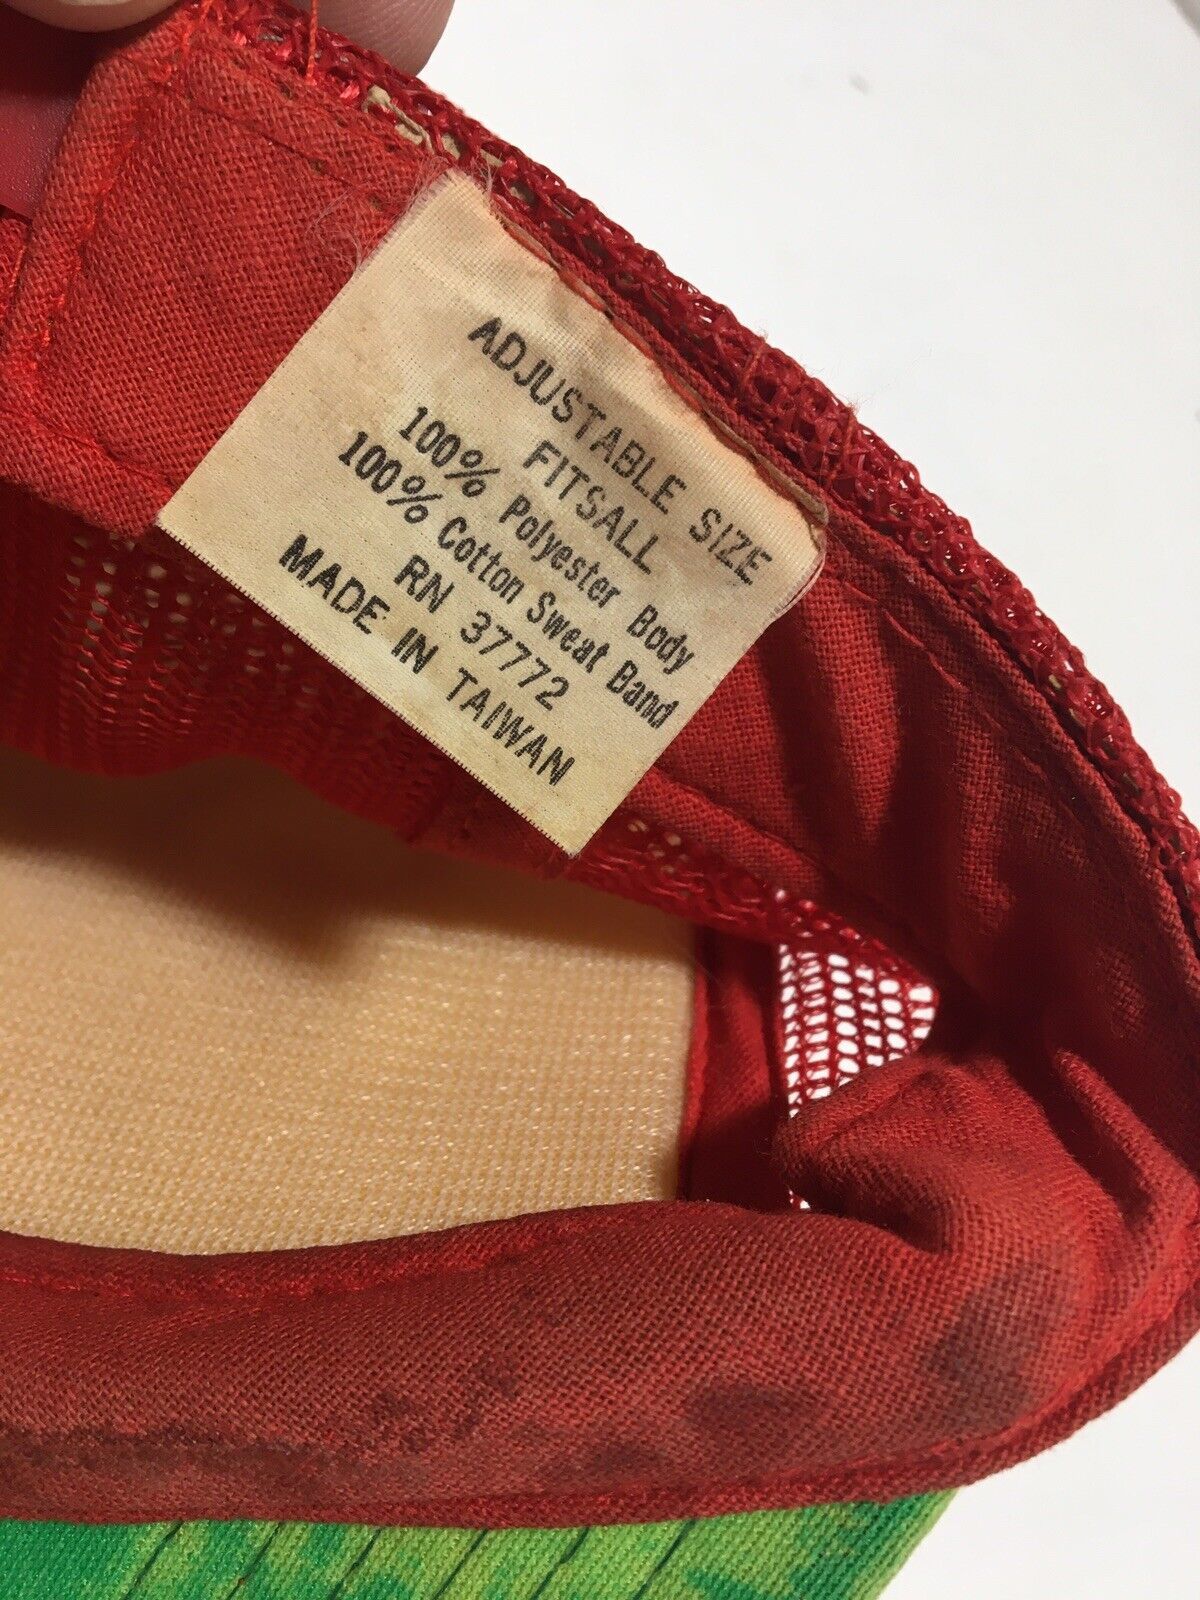 ADJUSTABLE SIZE
FITSALL
100% Polyester Body
100% Cotton Sweat Band
RN 37772
MADE IN TAIWAN